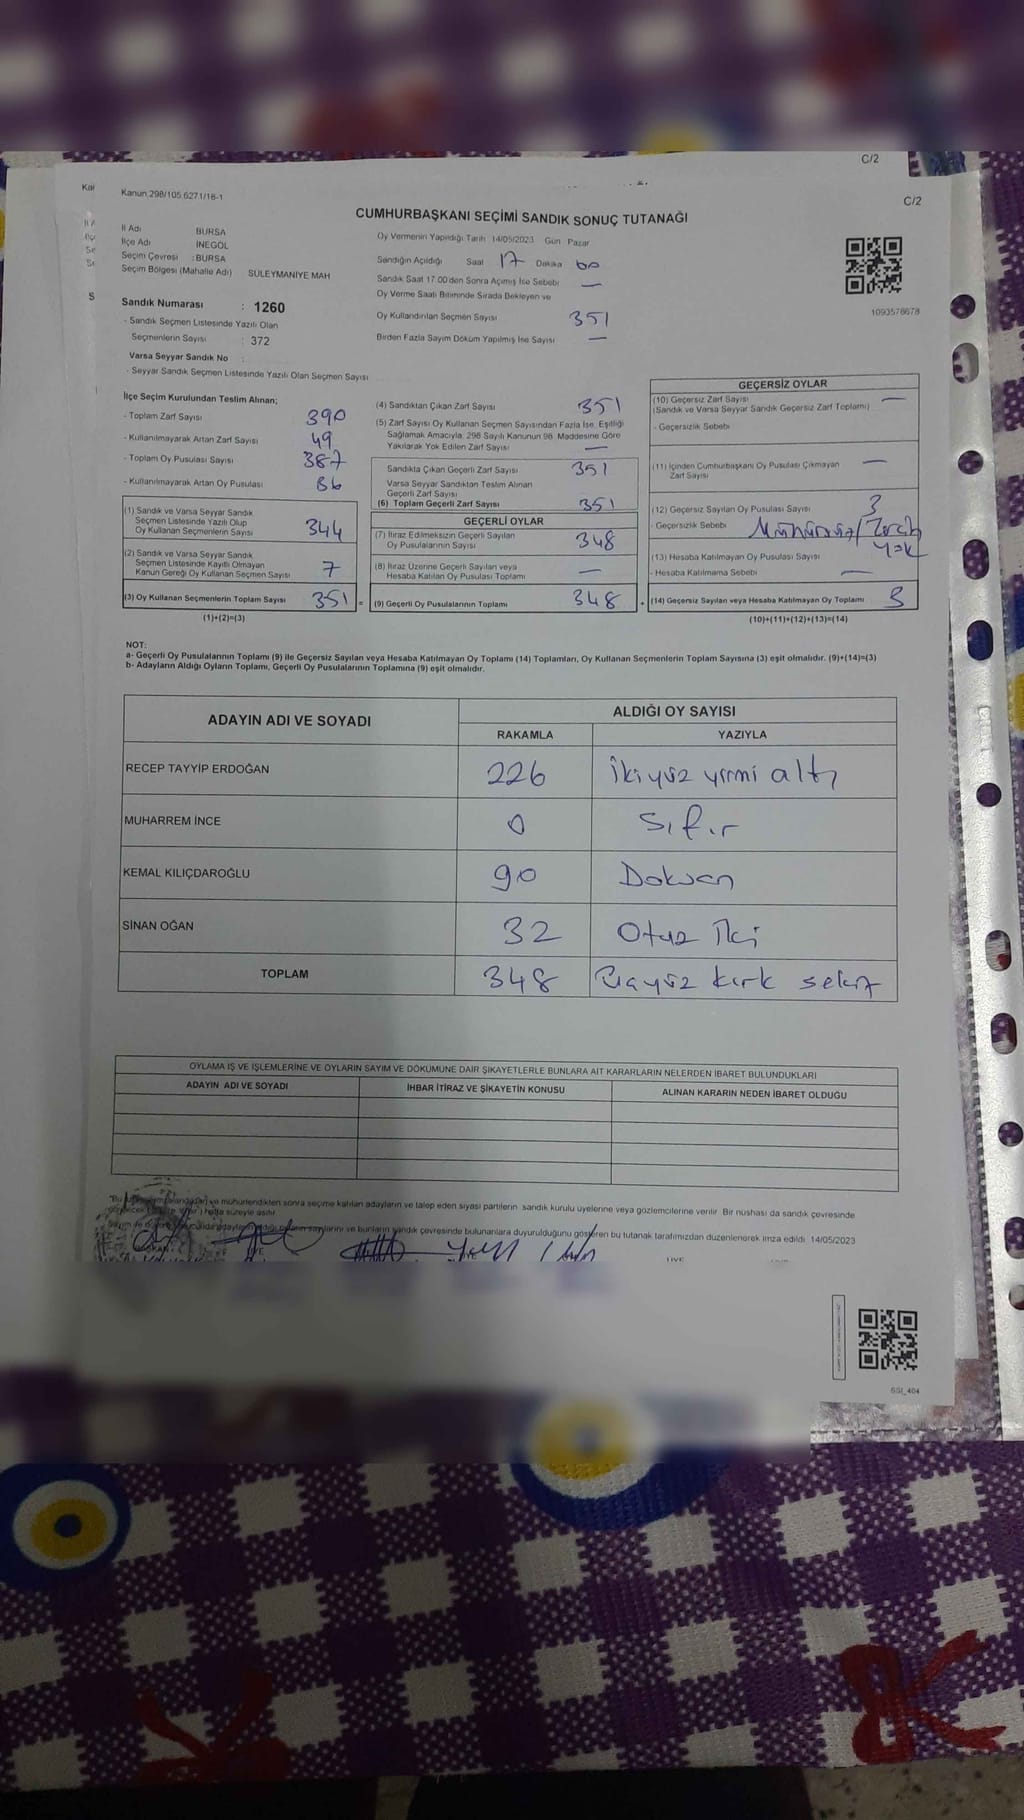 C/2
Kanun 298/105.6271/16-1
C/2
CUMHURBAŞKANI SEÇİMİ SANDIK SONUÇ TUTANAĞI
İl Adı BURSA
İlçe Adı İNEGÖL
Seçim Çevresi : BURSA
Seçim Bölgesi (Mahalle Adı) SÜLEYMANİYE MAH
Sandık Numarası : 1260
- Sandık Seçmen Listesinde Yazılı Olan
Seçmenlerin Sayısı : 372
Varsa Seyyar Sandık No :
- Seyyar Sandık Seçmen Listesinde Yazılı Olan Seçmen Sayısı
Oy Vermenin Yapıldığı Tarih 14/05/2023 Gün Pazar
Sandığın Açıldığı Saat 17 Dakika 00
Sandık Saat 17.00'den Sonra Açılmış İse Sebebi —
Oy Verme Saati Bitiminde Sırada Bekleyen ve
Oy Kullandırılan Seçmen Sayısı 351
Birden Fazla Sayım Döküm Yapılmış İse Sayısı —
1093578678
İlçe Seçim Kurulundan Teslim Alınan;
- Toplam Zarf Sayısı 390
- Kullanılmayarak Artan Zarf Sayısı 49
- Toplam Oy Pusulası Sayısı 387
- Kullanılmayarak Artan Oy Pusulası 36
(1) Sandık ve Varsa Seyyar Sandık
Seçmen Listesinde Yazılı Olup
Oy Kullanan Seçmenlerin Sayısı 344
(2) Sandık ve Varsa Seyyar Sandık
Seçmen Listesinde Kayıtlı Olmayan
Kanun Gereği Oy Kullanan Seçmen Sayısı 7
(3) Oy Kullanan Seçmenlerin Toplam Sayısı 351 =
(1)+(2)=(3)
(4) Sandıktan Çıkan Zarf Sayısı 351
(5) Zarf Sayısı Oy Kullanan Seçmen Sayısından Fazla İse, Eşitliği
Sağlamak Amacıyla, 298 Sayılı Kanunun 98. Maddesine Göre
Yakılarak Yok Edilen Zarf Sayısı —
Sandıkta Çıkan Geçerli Zarf Sayısı 351
Varsa Seyyar Sandıktan Teslim Alınan
Geçerli Zarf Sayısı
(6) Toplam Geçerli Zarf Sayısı 351
GEÇERLİ OYLAR
(7) İtiraz Edilmeksizin Geçerli Sayılan
Oy Pusulalarının Sayısı 348
(8) İtiraz Üzerine Geçerli Sayılan veya
Hesaba Katılan Oy Pusulası Toplamı —
(9) Geçerli Oy Pusulalarının Toplamı 348 +
GEÇERSİZ OYLAR
(10) Geçersiz Zarf Sayısı —
(Sandık ve Varsa Seyyar Sandık Geçersiz Zarf Toplamı)
- Geçersizlik Sebebi
(11) İçinden Cumhurbaşkanı Oy Pusulası Çıkmayan —
Zarf Sayısı
(12) Geçersiz Sayılan Oy Pusulası Sayısı 3
- Geçersizlik Sebebi Mühürsüz/Tercih
yok
(13) Hesaba Katılmayan Oy Pusulası Sayısı
- Hesaba Katılmama Sebebi —
(14) Geçersiz Sayılan veya Hesaba Katılmayan Oy Toplamı 3
(10)+(11)+(12)+(13)=(14)
NOT:
a- Geçerli Oy Pusulalarının Toplamı (9) ile Geçersiz Sayılan veya Hesaba Katılmayan Oy Toplamı (14) Toplamları, Oy Kullanan Seçmenlerin Toplam Sayısına (3) eşit olmalıdır. (9)+(14)=(3)
b- Adayların Aldığı Oyların Toplamı, Geçerli Oy Pusulalarının Toplamına (9) eşit olmalıdır.
ADAYIN ADI VE SOYADI ALDIĞI OY SAYISI
RAKAMLA YAZIYLA
RECEP TAYYİP ERDOĞAN 226 İkiyüz yirmi altı
MUHARREM İNCE 0 Sıfır
KEMAL KILIÇDAROĞLU 90 Doksan
SİNAN OĞAN 32 Otuz iki
TOPLAM 348 Üçyüz kırk sekiz
OYLAMA İŞ VE İŞLEMLERİNE VE OYLARIN SAYIM VE DÖKÜMÜNE DAİR ŞİKAYETLERLE BUNLARA AİT KARARLARIN NELERDEN İBARET BULUNDUKLARI
ADAYIN ADI VE SOYADI İHBAR İTİRAZ VE ŞİKAYETİN KONUSU ALINAN KARARIN NEDEN İBARET OLDUĞU
mühürlendikten sonra seçime katılan adayların ve talep eden siyasi partilerin sandık kurulu üyelerine veya gözlemcilerine verilir. Bir nüshası da sandık çevresinde
hafta süreyle asılır.
sayılarını ve bunların sandık çevresinde bulunanlara duyurulduğunu gösteren bu tutanak tarafımızdan düzenlenerek imza edildi. 14/05/2023
ÜYE
SSI_404